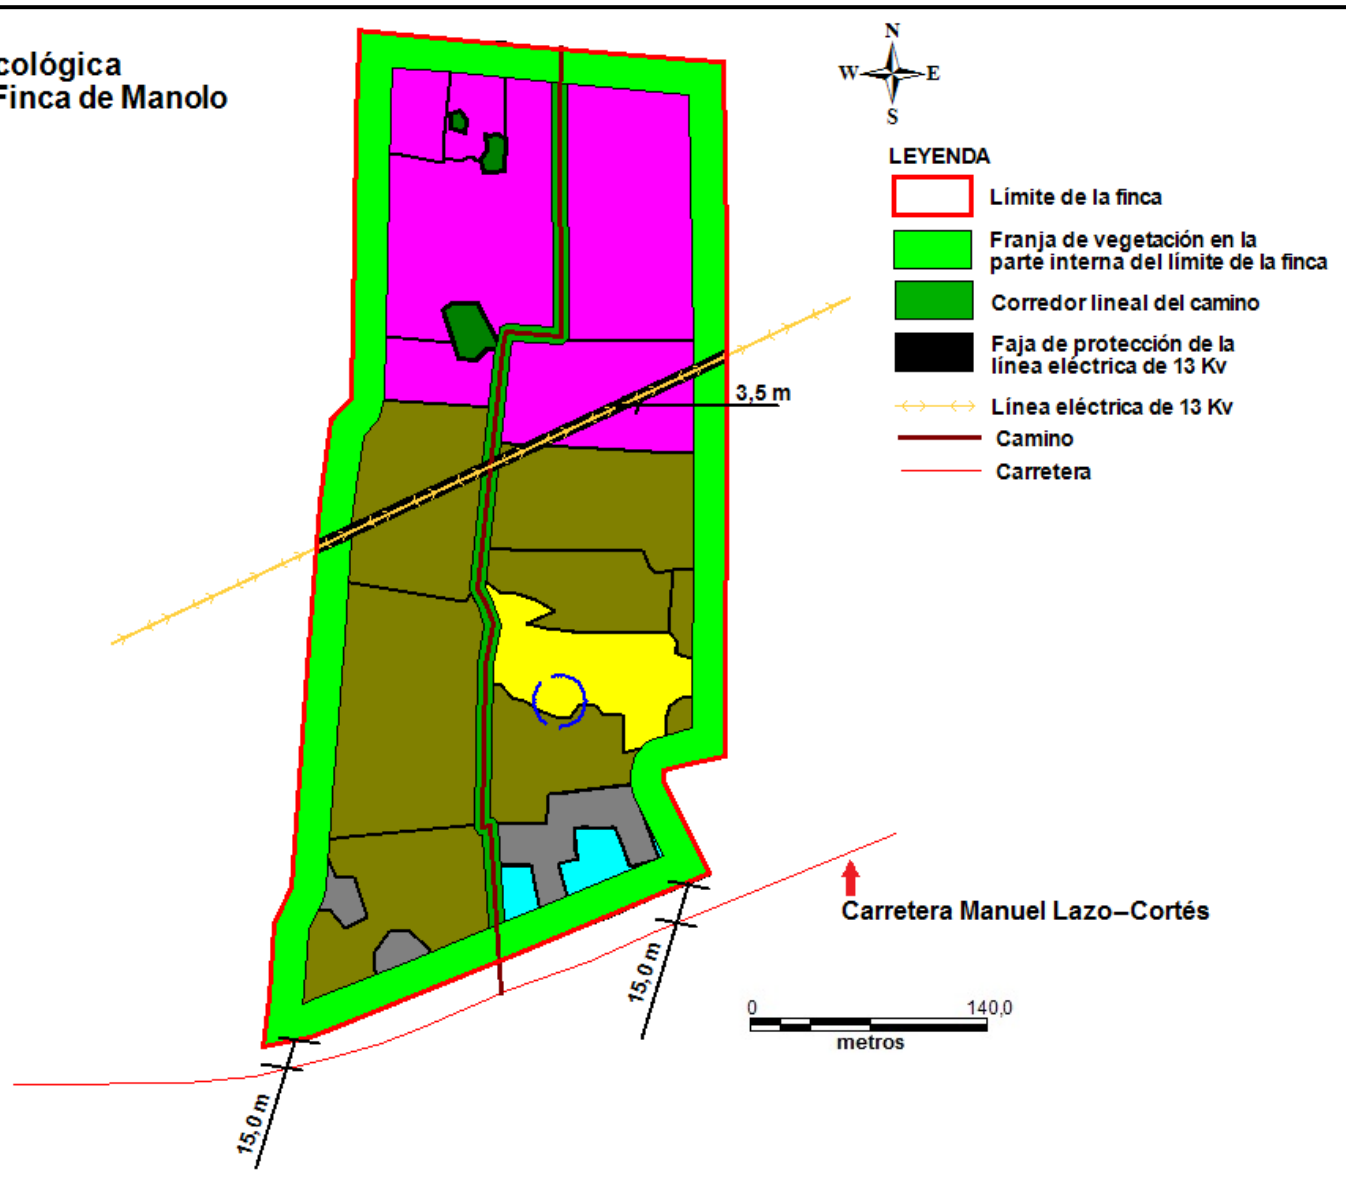 cológica
Finca de Manolo
N
W E
S
LEYENDA
Límite de la finca
Franja de vegetación en la
parte interna del límite de la finca
Corredor lineal del camino
Faja de protección de la
línea eléctrica de 13 Kv
Línea eléctrica de 13 Kv
Camino
Carretera
3,5 m
Carretera Manuel Lazo–Cortés
15,0 m
0 140,0
metros
15,0 m